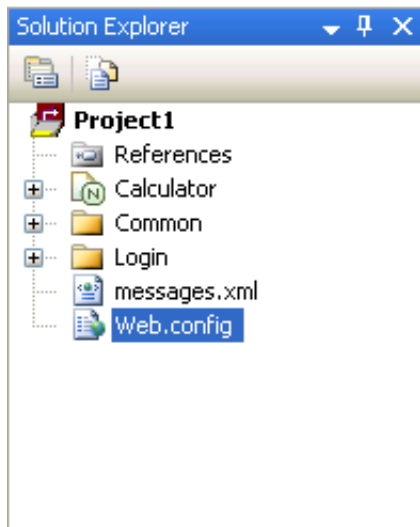 Solution Explorer
Project1
References
Calculator
Common
Login
messages.xml
Web.config